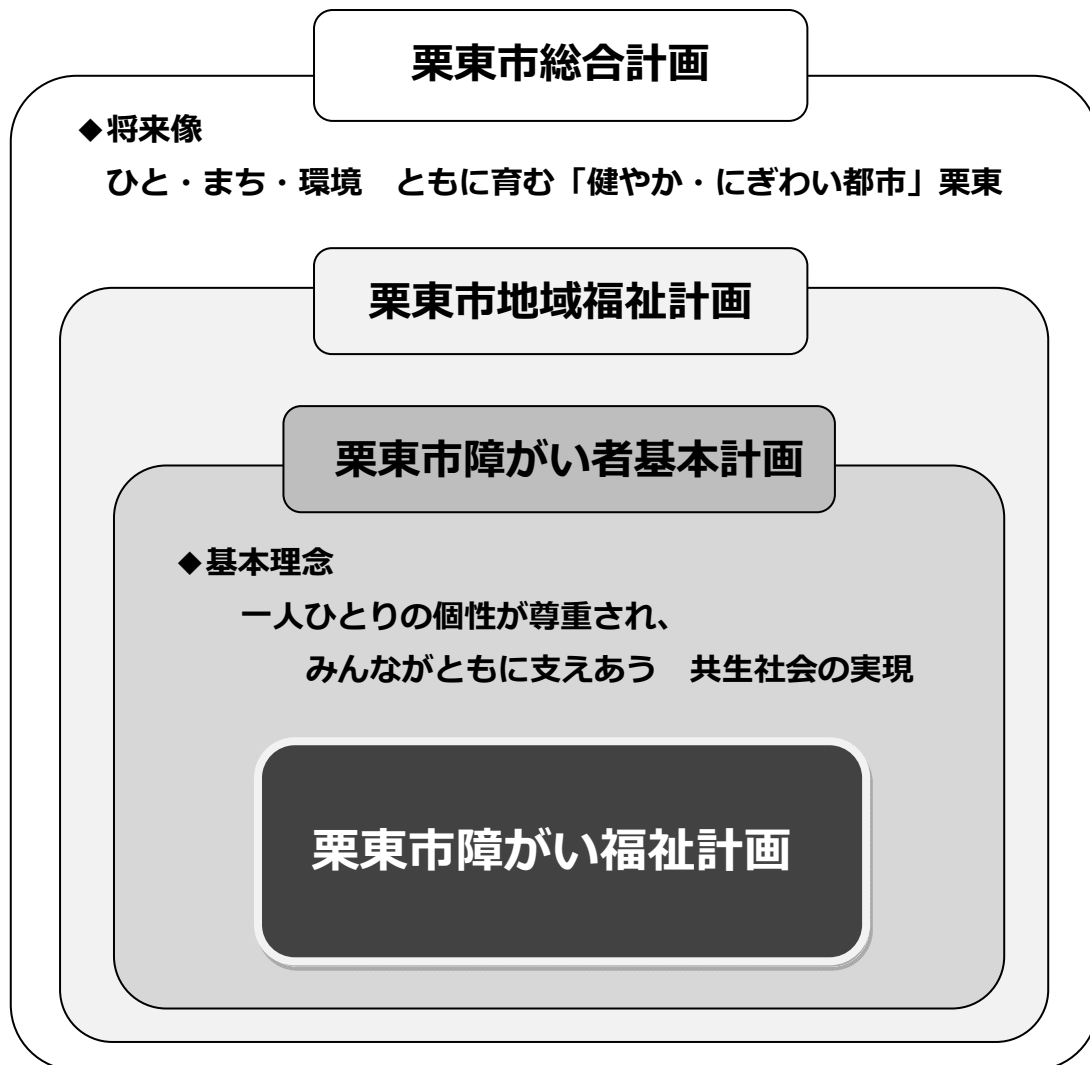 栗東市総合計画
◆将来像
ひと・まち・環境　ともに育む「健やか・にぎわい都市」栗東
栗東市地域福祉計画
栗東市障がい者基本計画
◆基本理念
一人ひとりの個性が尊重され、
みんながともに支えあう　共生社会の実現
栗東市障がい福祉計画